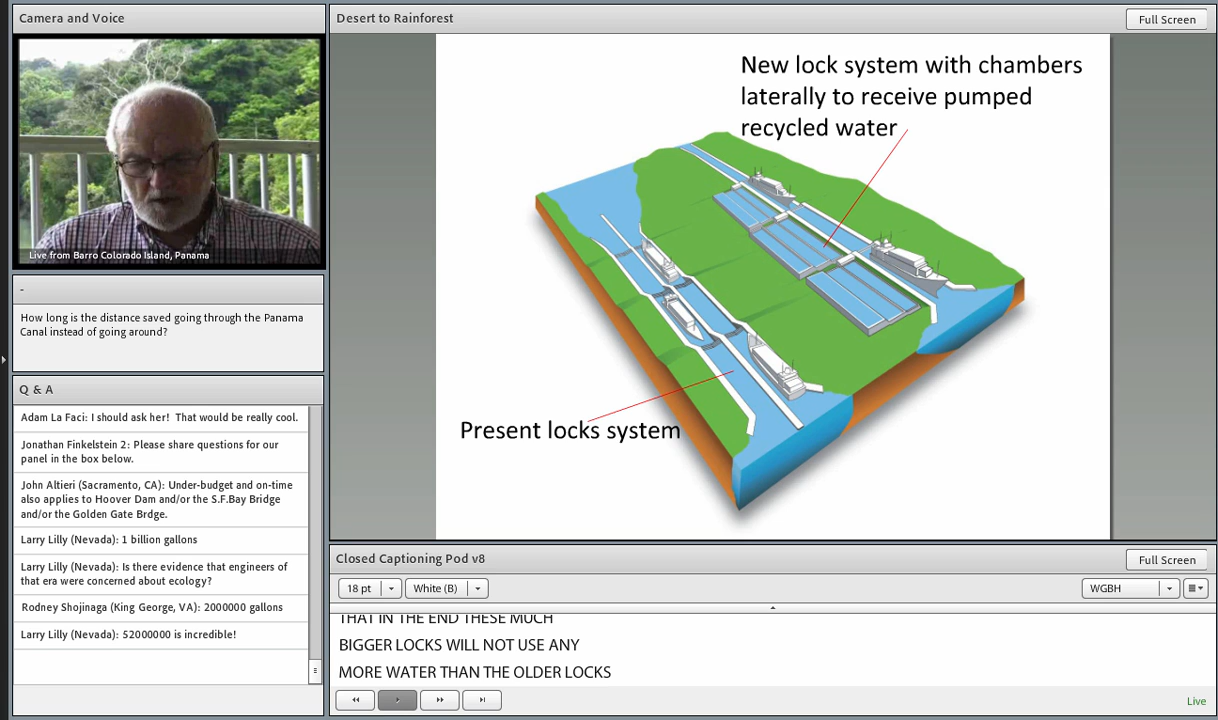 Camera and Voice
Live from Barro Colorado Island, Panama
-
How long is the distance saved going through the Panama
Canal instead of going around?
Q & A
Adam La Faci: I should ask her!  That would be really cool.
Jonathan Finkelstein 2: Please share questions for our
panel in the box below.
John Altieri (Sacramento, CA): Under-budget and on-time
also applies to Hoover Dam and/or the S.F.Bay Bridge
and/or the Golden Gate Brdge.
Larry Lilly (Nevada): 1 billion gallons
Larry Lilly (Nevada): Is there evidence that engineers of
that era were concerned about ecology?
Rodney Shojinaga (King George, VA): 2000000 gallons
Larry Lilly (Nevada): 52000000 is incredible!
Desert to Rainforest
Full Screen
New lock system with chambers
laterally to receive pumped
recycled water
Present locks system
Closed Captioning Pod v8
Full Screen
18 pt
White (B)
WGBH
THAT IN THE END THESE MUCH
BIGGER LOCKS WILL NOT USE ANY
MORE WATER THAN THE OLDER LOCKS
Live